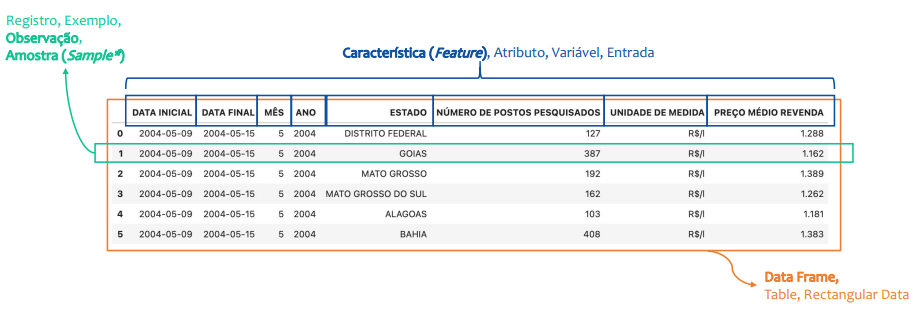 Registro, Exemplo,
Observação,
Amostra (Sample*)
Característica (Feature), Atributo, Variável, Entrada
DATA INICIAL DATA FINAL MÊS ANO ESTADO NÚMERO DE POSTOS PESQUISADOS UNIDADE DE MEDIDA PREÇO MÉDIO REVENDA
0 2004-05-09 2004-05-15 5 2004 DISTRITO FEDERAL 127 R$/l 1.288
1 2004-05-09 2004-05-15 5 2004 GOIAS 387 R$/l 1.162
2 2004-05-09 2004-05-15 5 2004 MATO GROSSO 192 R$/l 1.389
3 2004-05-09 2004-05-15 5 2004 MATO GROSSO DO SUL 162 R$/l 1.262
4 2004-05-09 2004-05-15 5 2004 ALAGOAS 103 R$/l 1.181
5 2004-05-09 2004-05-15 5 2004 BAHIA 408 R$/l 1.383
Data Frame,
Table, Rectangular Data